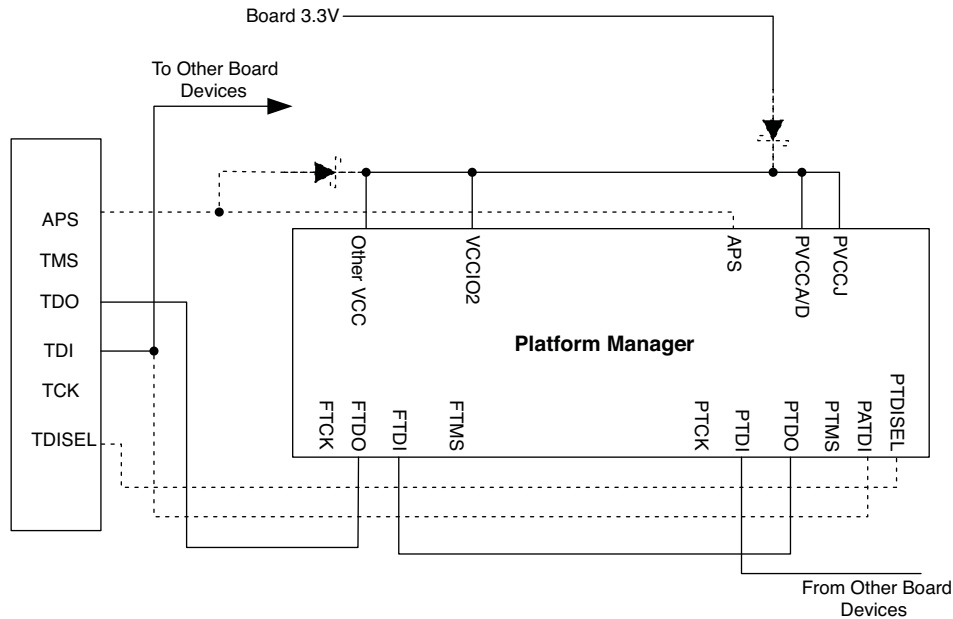 Board 3.3V
To Other Board
Devices
APS
TMS
TDO
TDI
TCK
TDISEL
Other VCC
VCCIO2
APS
PVCCA/D
PVCCJ
Platform Manager
FTCK
FTDO
FTDI
FTMS
PTCK
PTDI
PTDO
PTMS
PATDI
PTDISEL
From Other Board
Devices